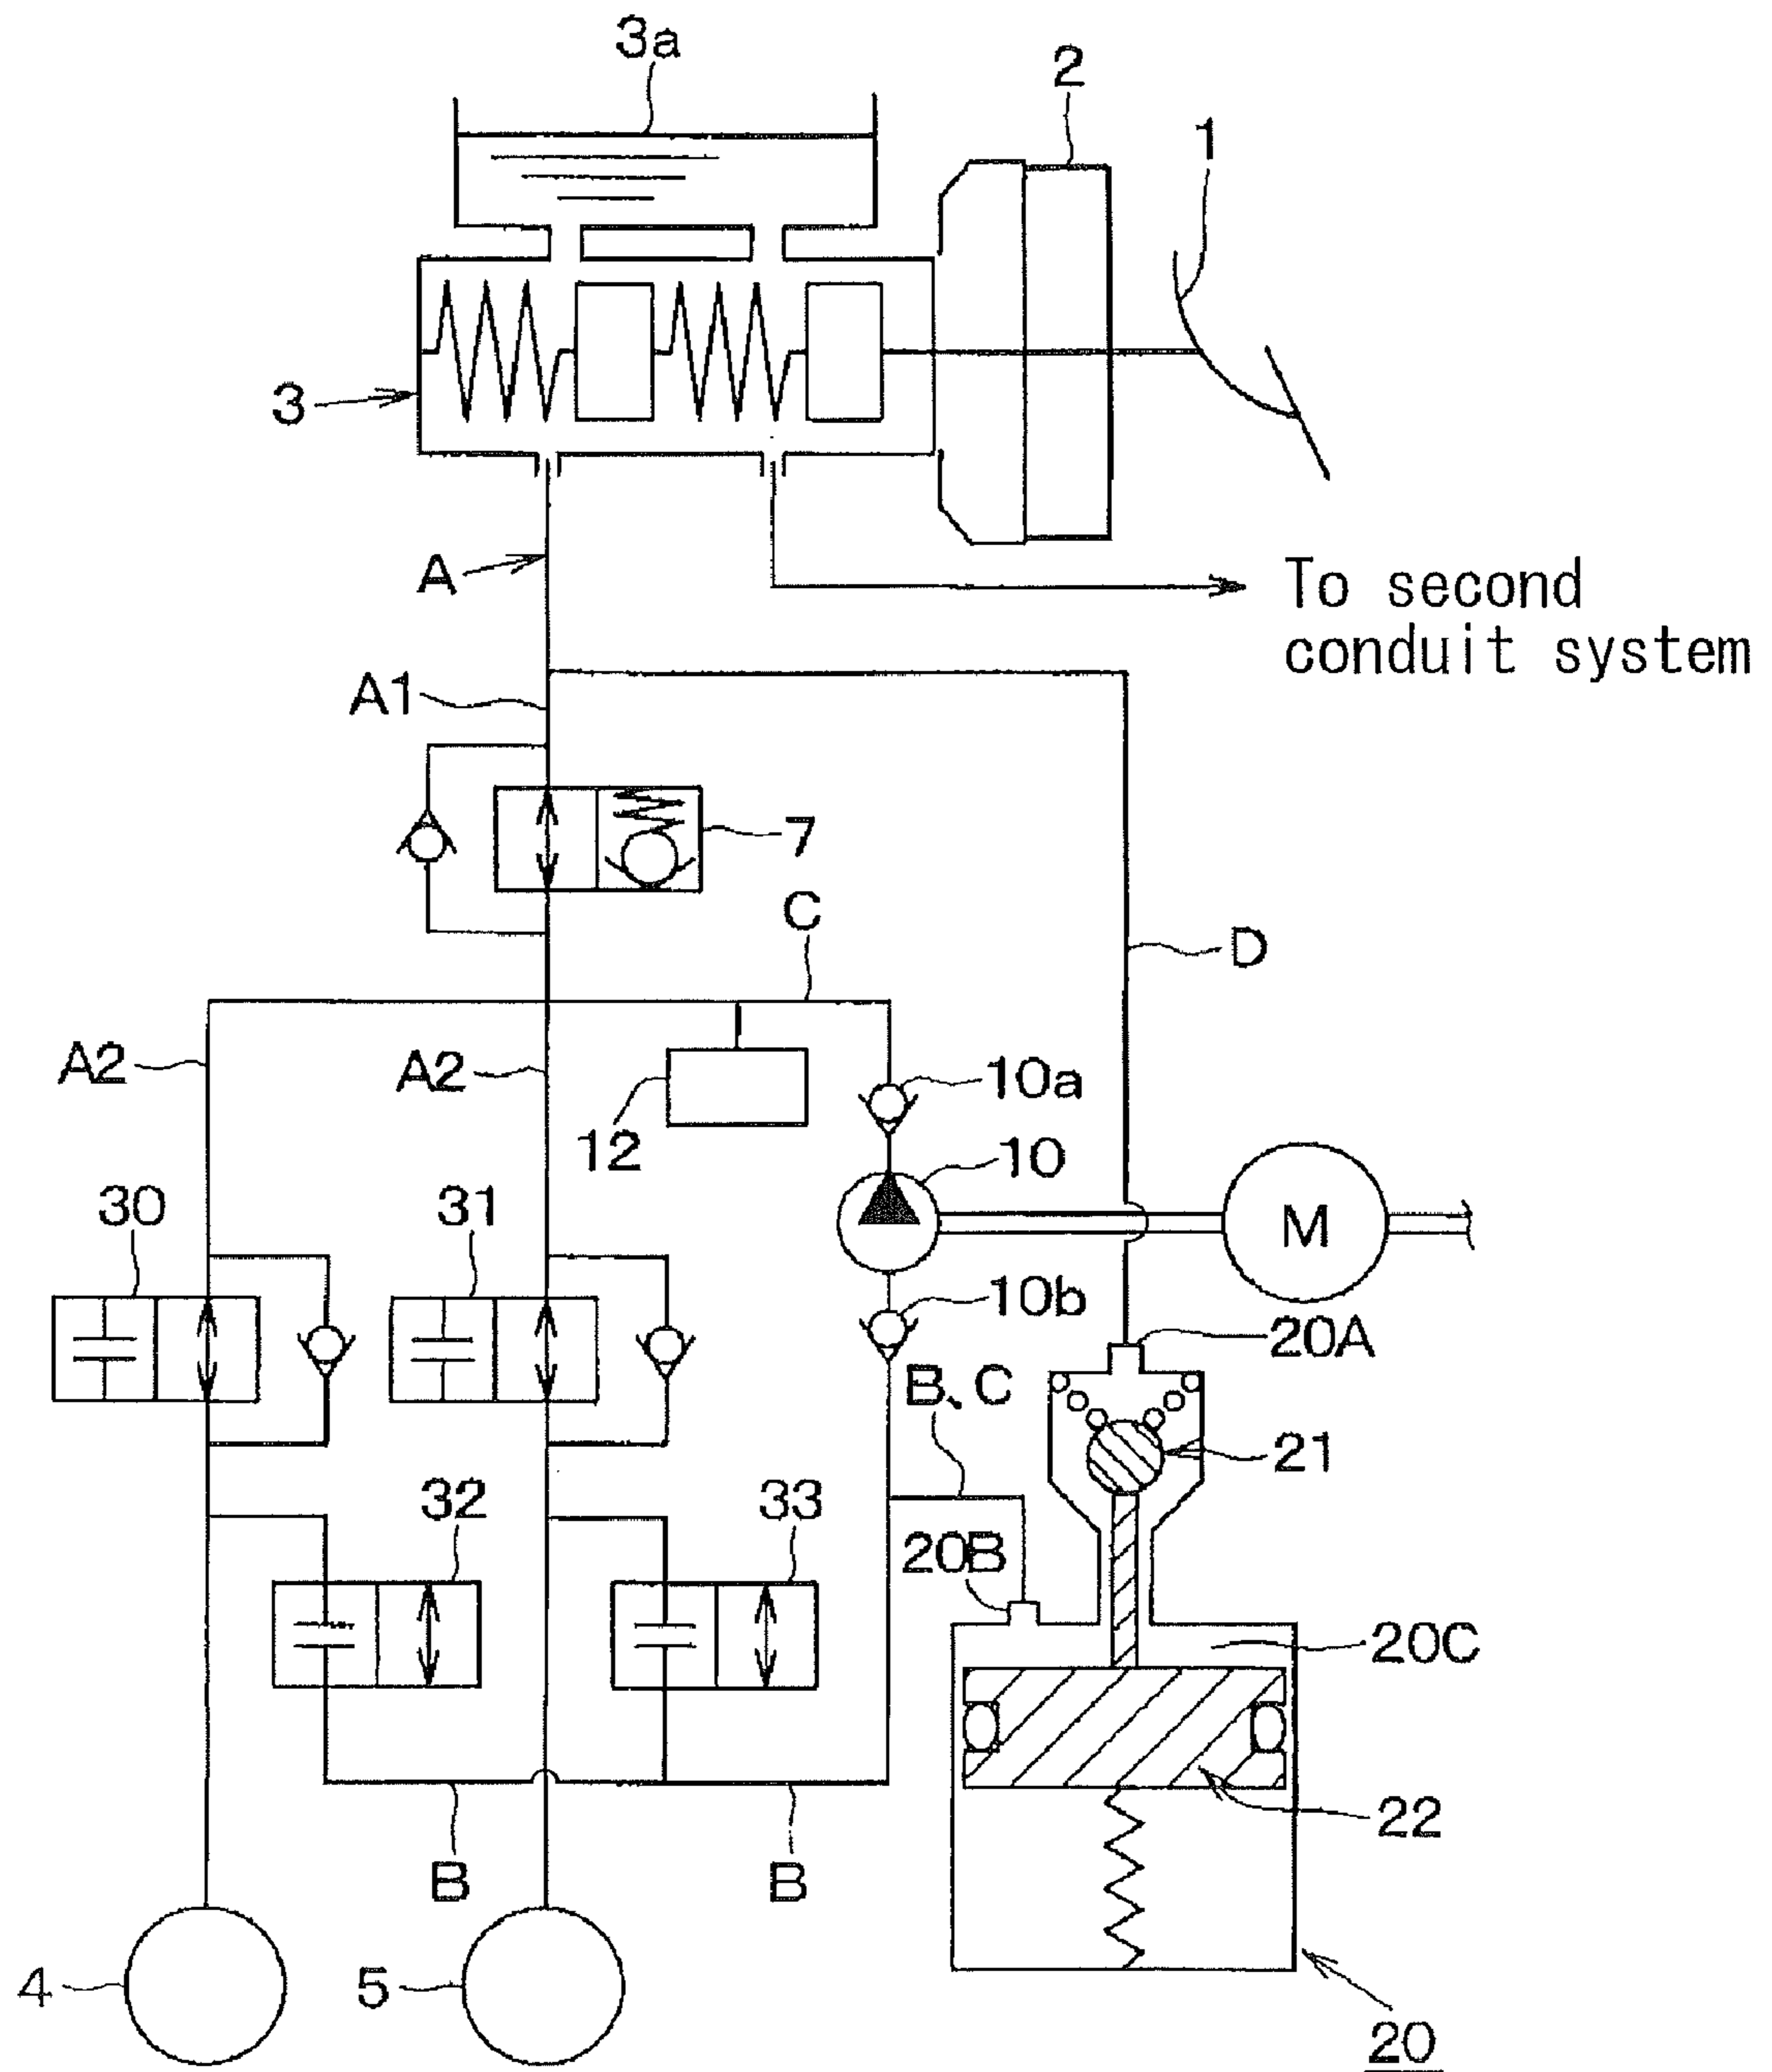 3a
2
1
3
A
To second
conduit system
A1
7
C
D
A2
A2
10a
12
10
30
31
M
10b
20A
B、C
21
32
33
20B
20C
22
B
B
4
5
20